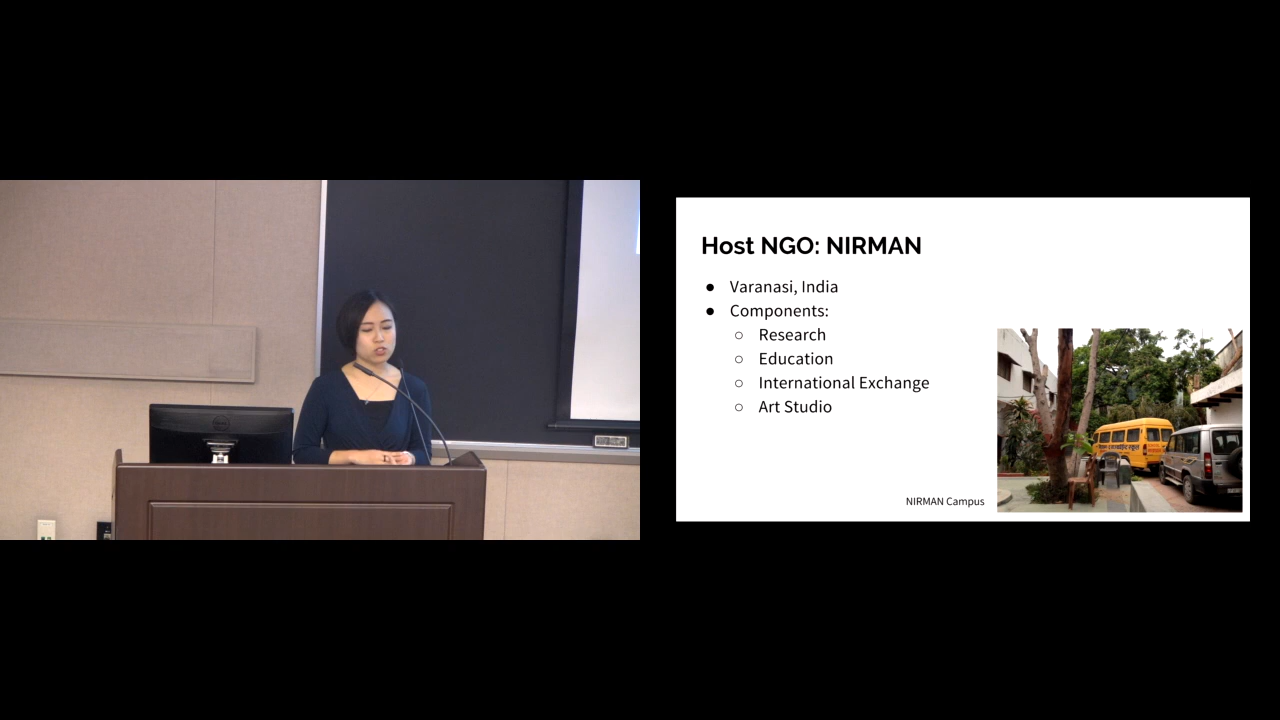 Host NGO: NIRMAN
● Varanasi, India
● Components:
○ Research
○ Education
○ International Exchange
○ Art Studio
NIRMAN Campus